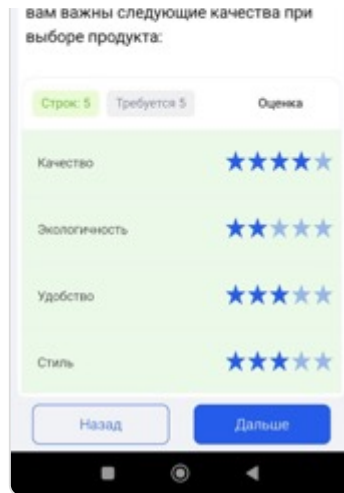 вам важны следующие качества при
выборе продукта:
Строк: 5 Требуется 5 Оценка
Качество
Экологичность
Удобство
Стиль
Назад Дальше